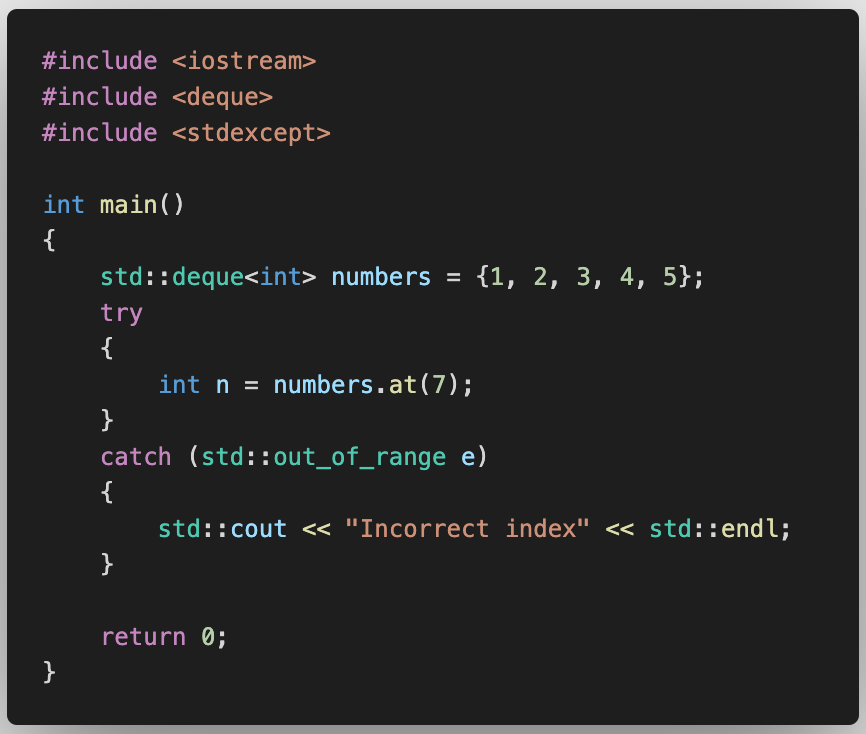 #include <iostream>
#include <deque>
#include <stdexcept>
int main()
{
    std::deque<int> numbers = {1, 2, 3, 4, 5};
    try
    {
        int n = numbers.at(7);
    }
    catch (std::out_of_range e)
    {
        std::cout << "Incorrect index" << std::endl;
    }
    return 0;
}